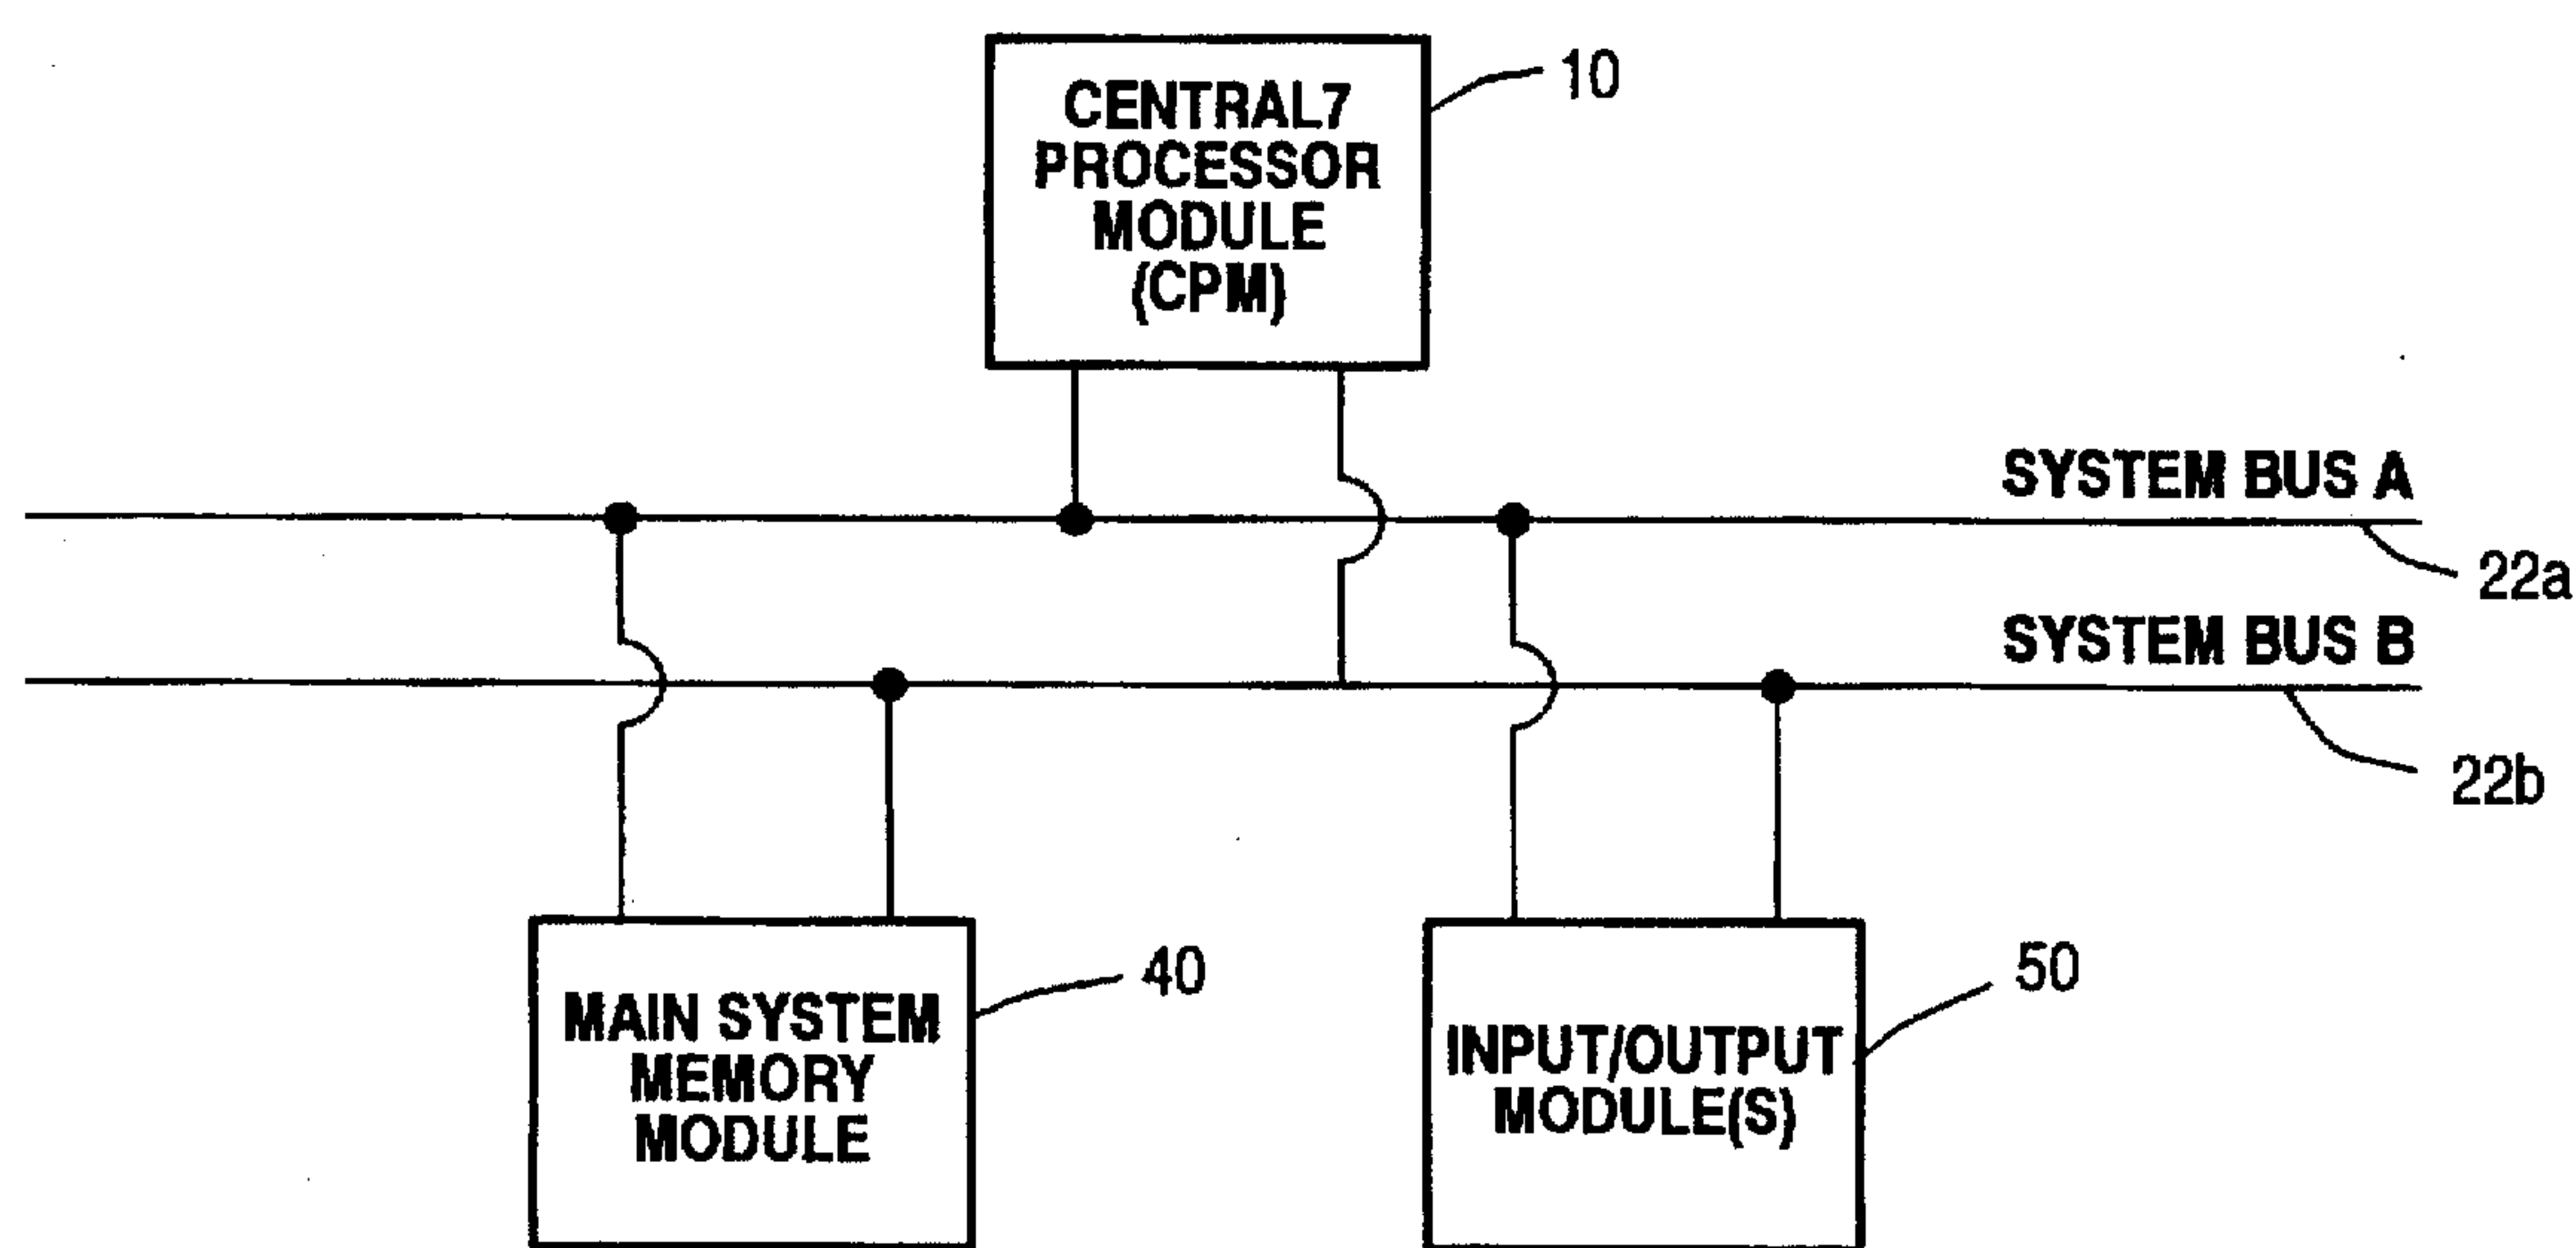 CENTRAL7
PROCESSOR
MODULE
(CPM)
10
SYSTEM BUS A
22a
SYSTEM BUS B
22b
MAIN SYSTEM
MEMORY
MODULE
40
INPUT/OUTPUT
MODULE(S)
50